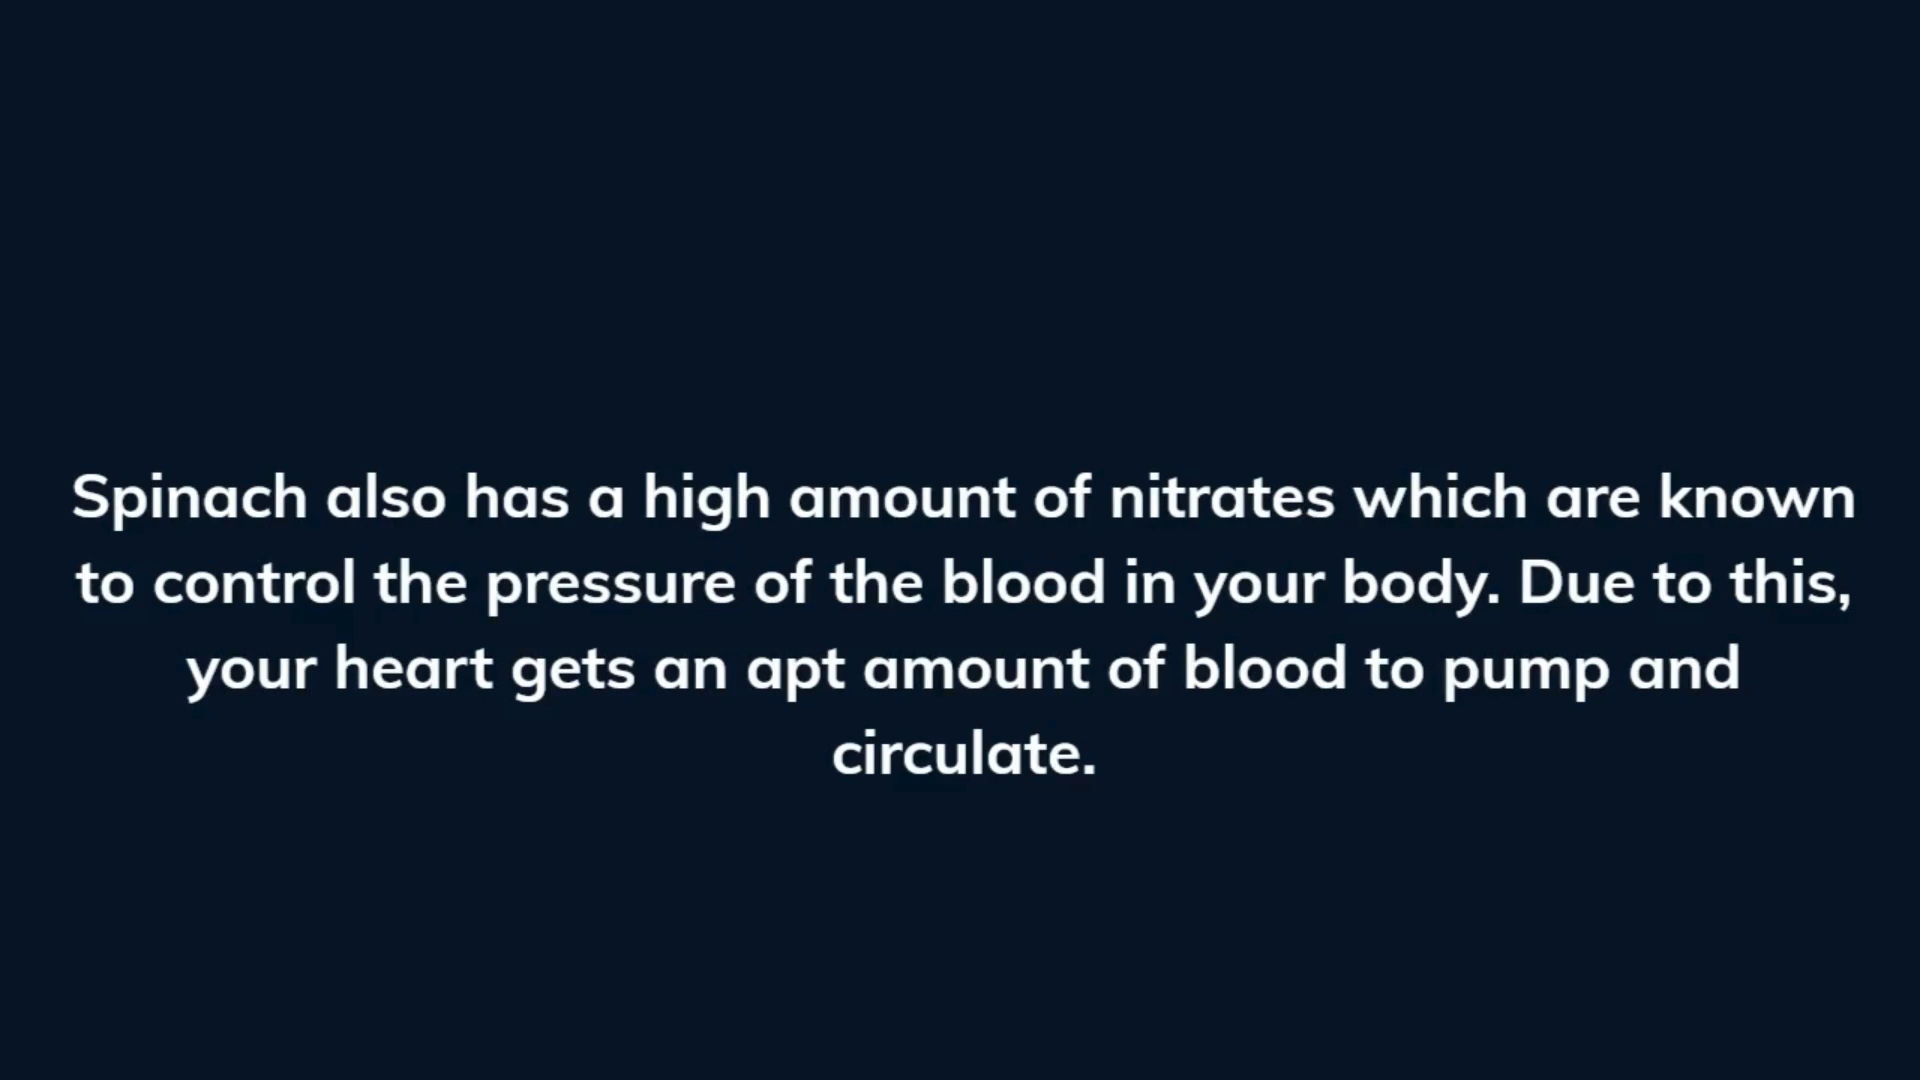 Spinach also has a high amount of nitrates which are known
to control the pressure of the blood in your body. Due to this,
your heart gets an apt amount of blood to pump and
circulate.